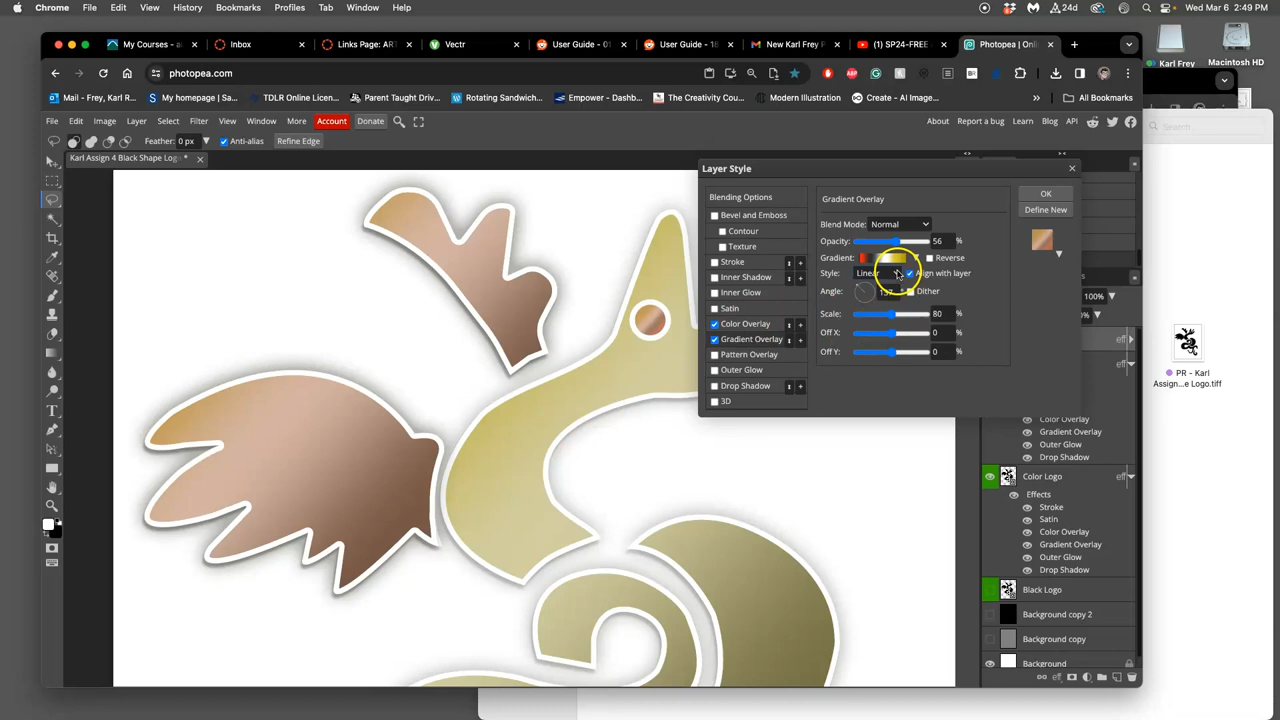 Chrome File Edit View History Bookmarks Profiles Tab Window Help 24d Wed Mar 6 2:49 PM
My Courses - a Inbox Links Page: AR Vectr User Guide - 01 User Guide - 18 New Karl Frey P (1) SP24-FREE Photopea | Onli
Karl Frey Macintosh HD
photopea.com
Mail - Frey, Karl R... My homepage | Sa... TDLR Online Licen... Parent Taught Driv... Rotating Sandwich... Empower - Dashb... The Creativity Cou... Modern Illustration Create - AI Image... » All Bookmarks
File Edit Image Layer Select Filter View Window More Account Donate About Report a bug Learn Blog API
Search...
Feather: 0 px Anti-alias Refine Edge
Karl Assign 4 Black Shape Logo *
Layer Style
Blending Options
Bevel and Emboss
Contour
Texture
Stroke
Inner Shadow
Inner Glow
Satin
Color Overlay
Gradient Overlay
Pattern Overlay
Outer Glow
Drop Shadow
3D
Gradient Overlay
Blend Mode: Normal
Opacity: 56 %
Gradient: Reverse
Style: Linear Align with layer
Angle: Dither
Scale: 80 %
Off X: 0 %
Off Y: 0 %
OK
Define New
100%
eff
eff
Color Overlay
Gradient Overlay
Outer Glow
Drop Shadow
Color Logo eff
Effects
Stroke
Satin
Color Overlay
Gradient Overlay
Outer Glow
Drop Shadow
Black Logo
Background copy 2
Background copy
Background
eff
PR - Karl
Assign...e Logo.tiff